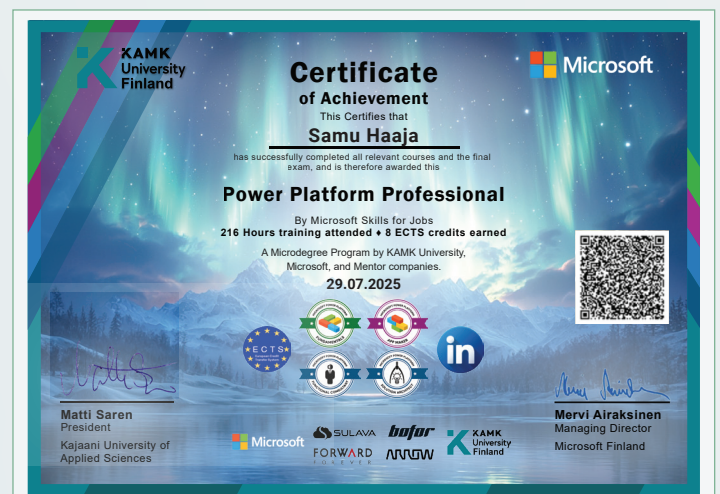 KAMK
University
Finland
Certificate
of Achievement
This Certifies that
Samu Haaja
has successfully completed all relevant courses and the final
exam, and is therefore awarded this
Power Platform Professional
By Microsoft Skills for Jobs
216 Hours training attended ♦ 8 ECTS credits earned
A Microdegree Program by KAMK University,
Microsoft, and Mentor companies.
29.07.2025
Microsoft
FUNDAMENTALS
APP MAKER
ECTS
in
Matti Saren
President
Kajaani University of
Applied Sciences
Mervi Airaksinen
Managing Director
Microsoft Finland
Microsoft
SULAVA
bofor
FORWARD
FOREVER
ARROW
KAMK
University
Finland